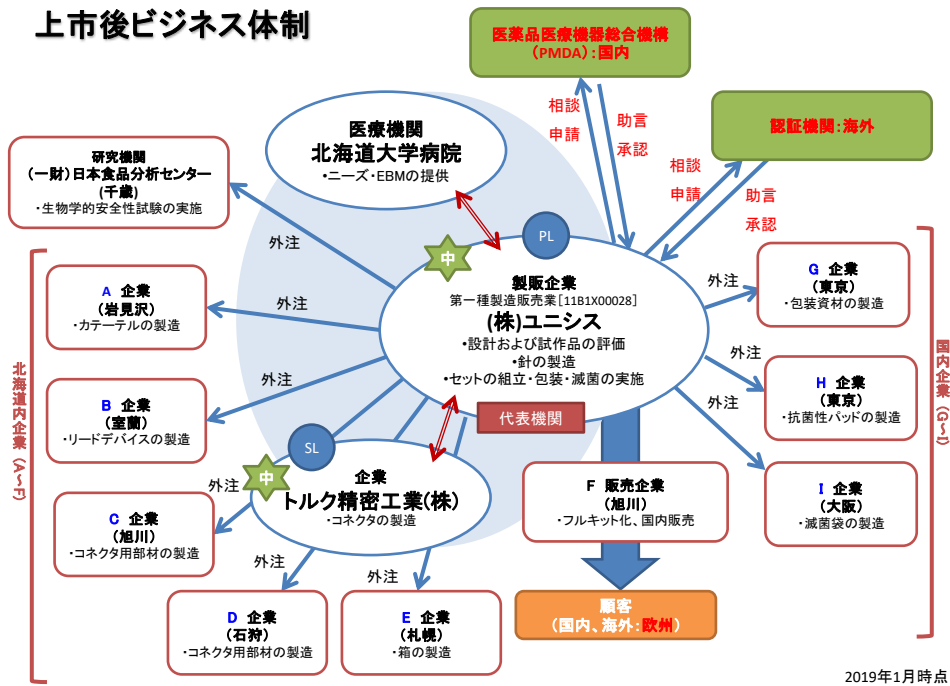 上市後ビジネス体制
医薬品医療機器総合機構
(PMDA):国内
相談
申請
助言
承認
認証機関:海外
相談
申請
助言
承認
医療機関
北海道大学病院
・ニーズ・EBMの提供
研究機関
(一財)日本食品分析センター
(千歳)
・生物学的安全性試験の実施
外注
PL
中
製販企業
第一種製造販売業[11B1X00028]
(株)ユニシス
・設計および試作品の評価
・針の製造
・セットの組立・包装・滅菌の実施
代表機関
北海道内企業(A~F)
A 企業
(岩見沢)
・カテーテルの製造
外注
B 企業
(室蘭)
・リードデバイスの製造
外注
C 企業
(旭川)
・コネクタ用部材の製造
外注
SL
中
企業
トルク精密工業(株)
・コネクタの製造
D 企業
(石狩)
・コネクタ用部材の製造
外注
E 企業
(札幌)
・箱の製造
外注
F 販売企業
(旭川)
・フルキット化、国内販売
顧客
(国内、海外:欧州)
外注
G 企業
(東京)
・包装資材の製造
外注
H 企業
(東京)
・抗菌性パッドの製造
外注
I 企業
(大阪)
・滅菌袋の製造
国内企業(G~I)
2019年1月時点